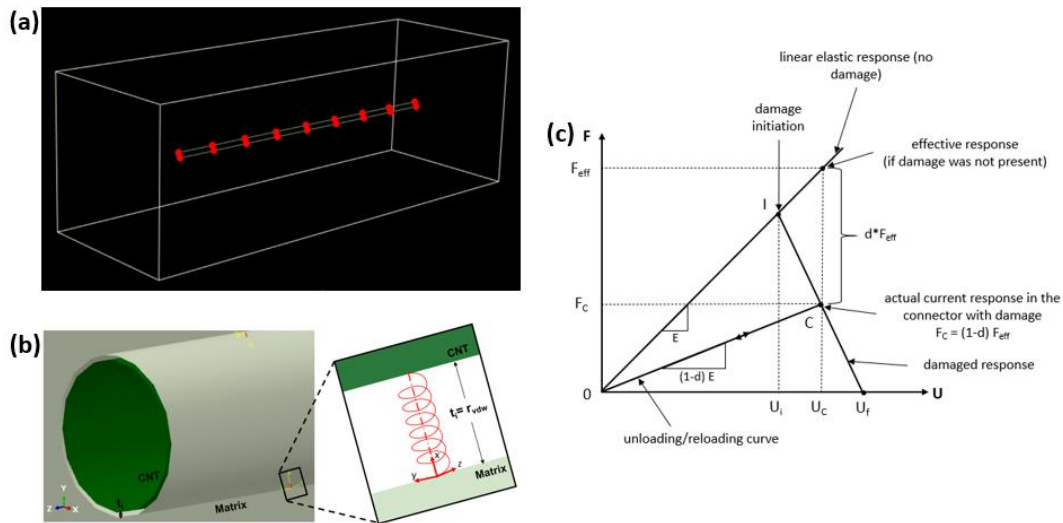 (a)
(b)
CNT
t_i
Matrix
Y
Z
X
CNT
t_i= r_vdw
x
y
z
Matrix
(c)
linear elastic response (no
damage)
damage
initiation
F
effective response
(if damage was not present)
F_eff
I
d*F_eff
F_C
actual current response in the
connector with damage
F_C = (1-d) F_eff
C
E
(1-d) E
damaged response
0
U_i
U_C
U_f
U
unloading/reloading curve